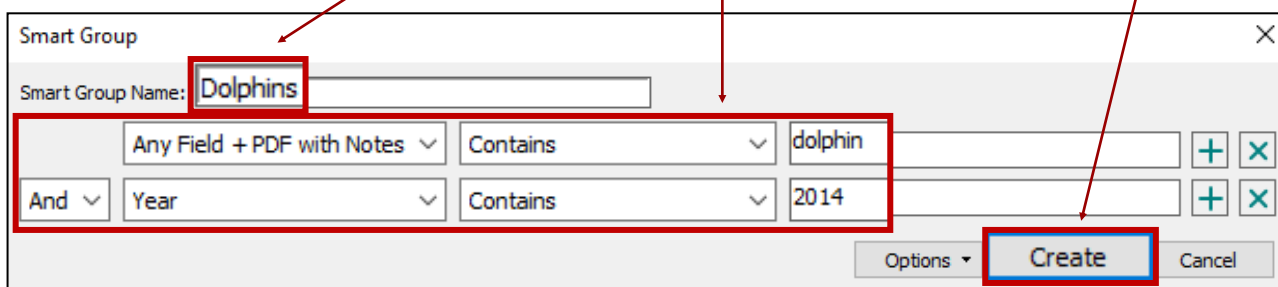 Smart Group
Smart Group Name: Dolphins
Any Field + PDF with Notes Contains dolphin
And Year Contains 2014
Options Create Cancel